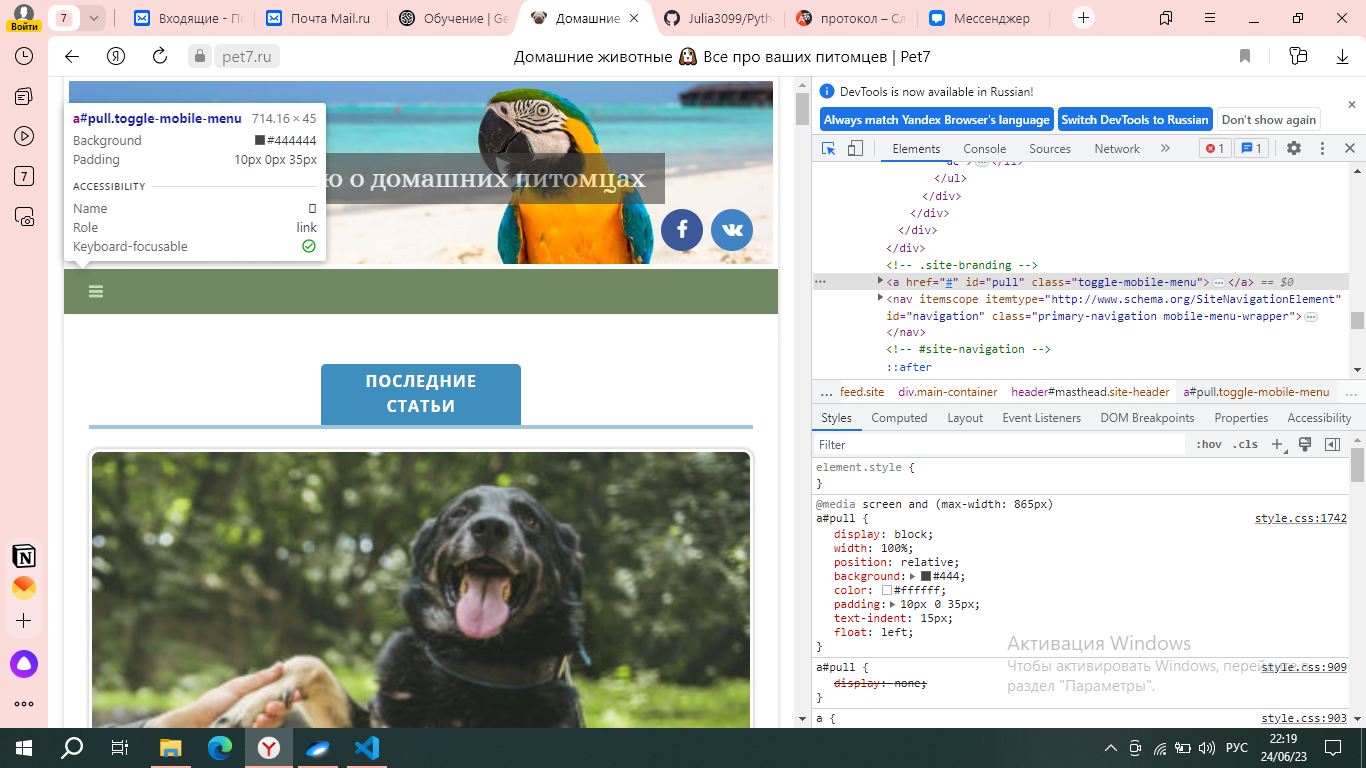 Войти
7
Входящие - По
Почта Mail.ru
Обучение | Ge
Домашние
Julia3099/Pyth
протокол – Сл
Мессенджер
pet7.ru
Домашние животные Все про ваших питомцев | Pet7
7
a#pull.toggle-mobile-menu 714.16 × 45
Background #444444
Padding 10px 0px 35px
ACCESSIBILITY
Name
Role link
Keyboard-focusable
ю о домашних питомцах
ПОСЛЕДНИЕ
СТАТЬИ
DevTools is now available in Russian!
Always match Yandex Browser's language
Switch DevTools to Russian
Don't show again
Elements Console Sources Network » 1 1
</ul>
</div>
</div>
</div>
</div>
<!-- .site-branding -->
<a href="#" id="pull" class="toggle-mobile-menu">…</a> == $0
<nav itemscope itemtype="http://www.schema.org/SiteNavigationElement"
id="navigation" class="primary-navigation mobile-menu-wrapper">…
</nav>
<!-- #site-navigation -->
::after
… feed.site div.main-container header#masthead.site-header a#pull.toggle-mobile-menu …
Styles Computed Layout Event Listeners DOM Breakpoints Properties Accessibility
Filter :hov .cls +
element.style {
}
@media screen and (max-width: 865px)
a#pull { style.css:1742
display: block;
width: 100%;
position: relative;
background: #444;
color: #ffffff;
padding: 10px 0 35px;
text-indent: 15px;
float: left;
}
a#pull { style.css:909
display: none;
}
a { style.css:903
Активация Windows
Чтобы активировать Windows, перейдите в
раздел "Параметры".
РУС
22:19
24/06/23